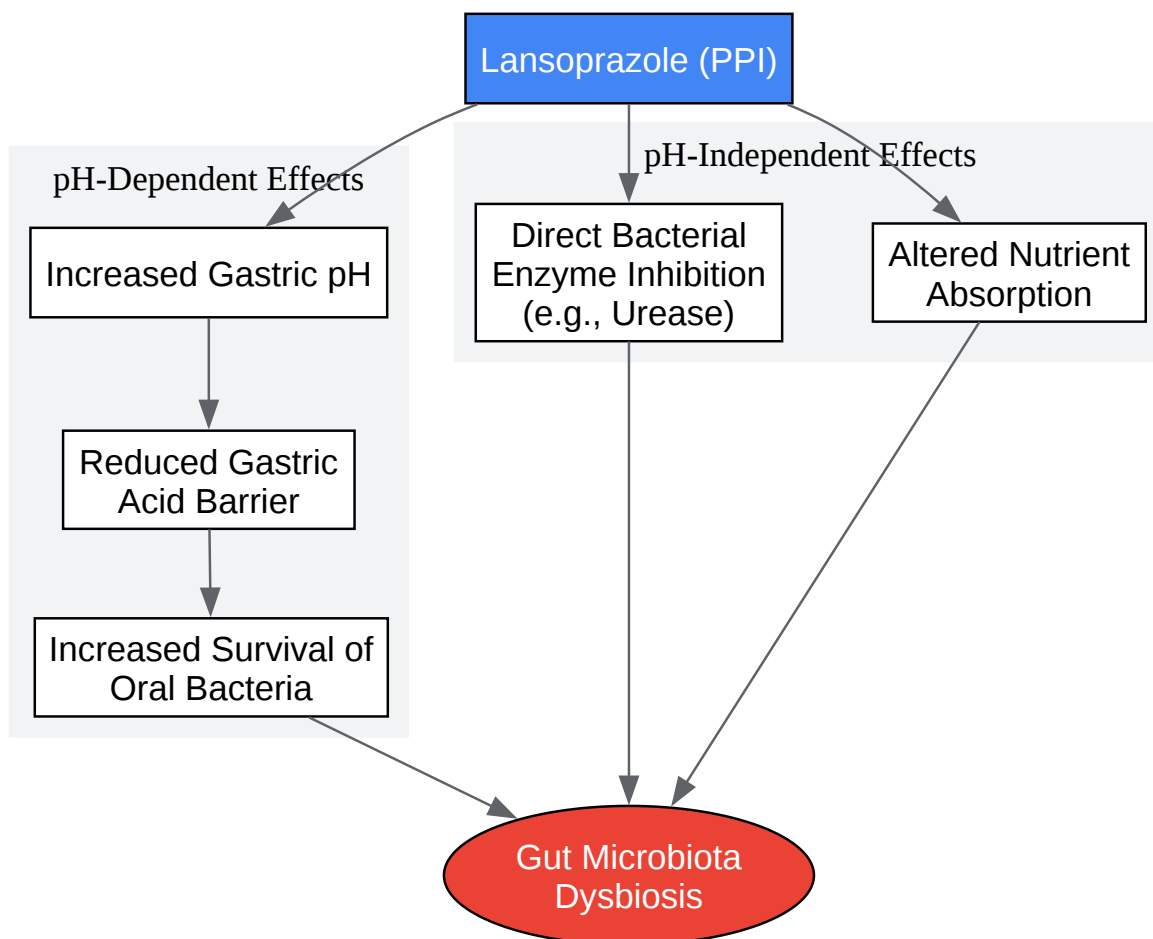 Lansoprazole (PPI)
pH-Dependent Effects
Increased Gastric pH
Reduced Gastric
Acid Barrier
Increased Survival of
Oral Bacteria
pH-Independent Effects
Direct Bacterial
Enzyme Inhibition
(e.g., Urease)
Altered Nutrient
Absorption
Gut Microbiota
Dysbiosis